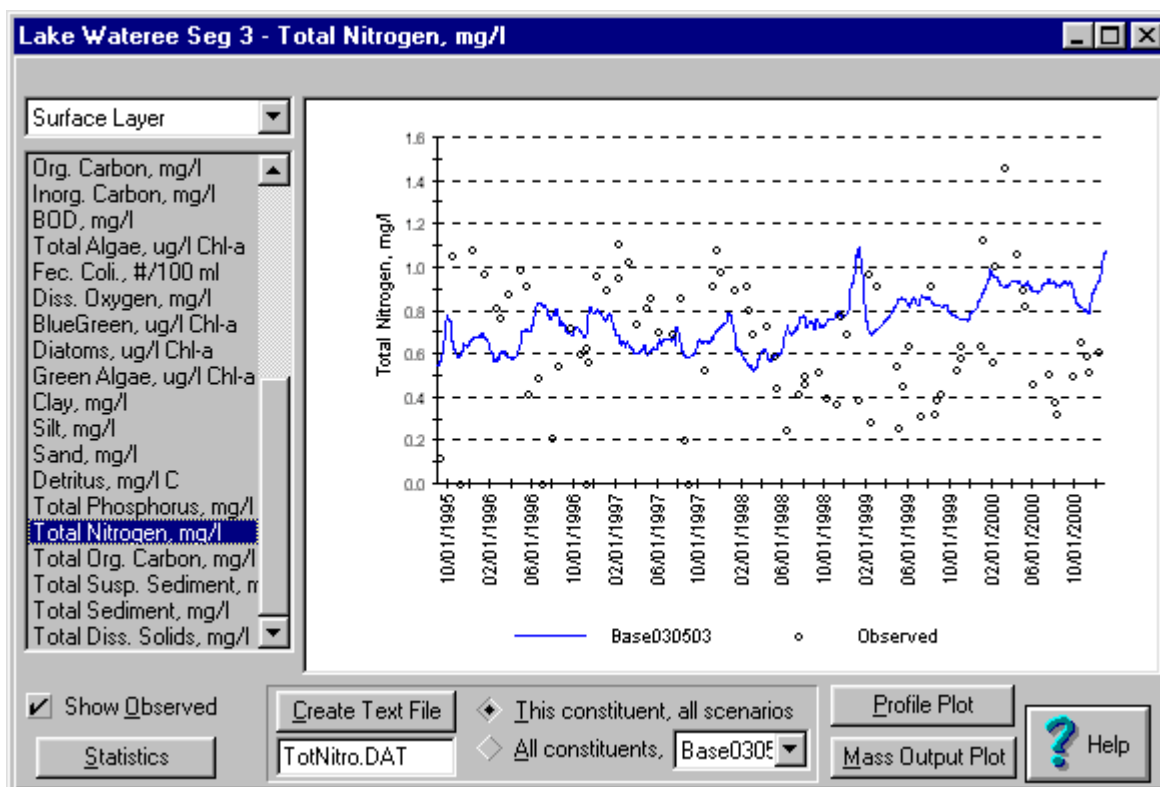 Lake Wateree Seg 3 - Total Nitrogen, mg/l
Surface Layer
Org. Carbon, mg/l
Inorg. Carbon, mg/l
BOD, mg/l
Total Algae, ug/l Chl-a
Fec. Coli., #/100 ml
Diss. Oxygen, mg/l
BlueGreen, ug/l Chl-a
Diatoms, ug/l Chl-a
Green Algae, ug/l Chl-a
Clay, mg/l
Silt, mg/l
Sand, mg/l
Detritus, mg/l C
Total Phosphorus, mg/l
Total Nitrogen, mg/l
Total Org. Carbon, mg/l
Total Susp. Sediment, m
Total Sediment, mg/l
Total Diss. Solids, mg/l
Total Nitrogen, mg/l
1.6
1.4
1.2
1.0
0.8
0.6
0.4
0.2
0.0
10/01/1995
02/01/1996
06/01/1996
10/01/1996
02/01/1997
06/01/1997
10/01/1997
02/01/1998
06/01/1998
10/01/1998
02/01/1999
06/01/1999
10/01/1999
02/01/2000
06/01/2000
10/01/2000
Base030503
Observed
Show Observed
Statistics
Create Text File
TotNitro.DAT
This constituent, all scenarios
All constituents,
Base0305
Profile Plot
Mass Output Plot
? Help